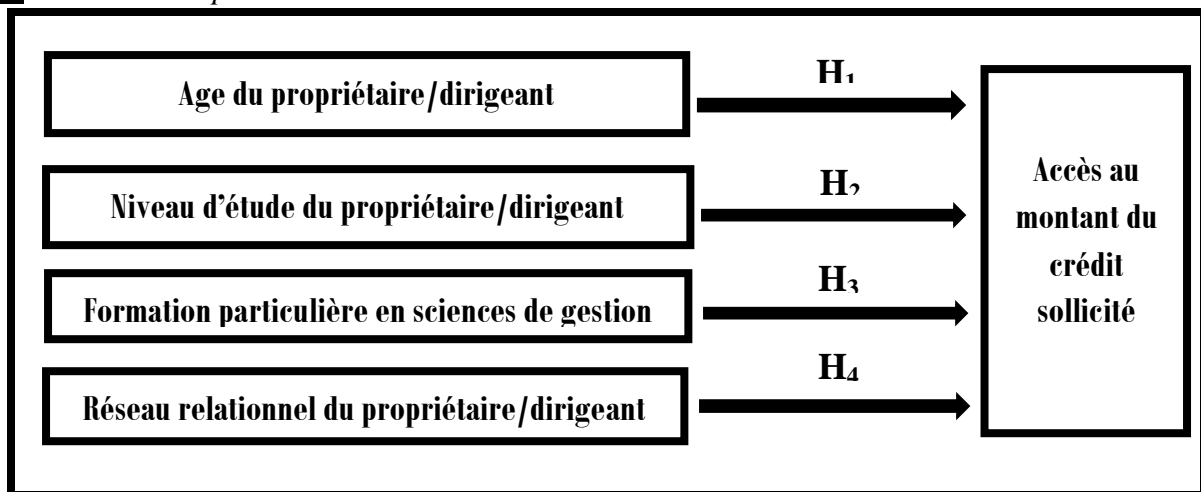 Age du propriétaire/dirigeant
H₁
Niveau d'étude du propriétaire/dirigeant
H₂
Formation particulière en sciences de gestion
H₃
Réseau relationnel du propriétaire/dirigeant
H₄
Accès au
montant du
crédit
sollicité